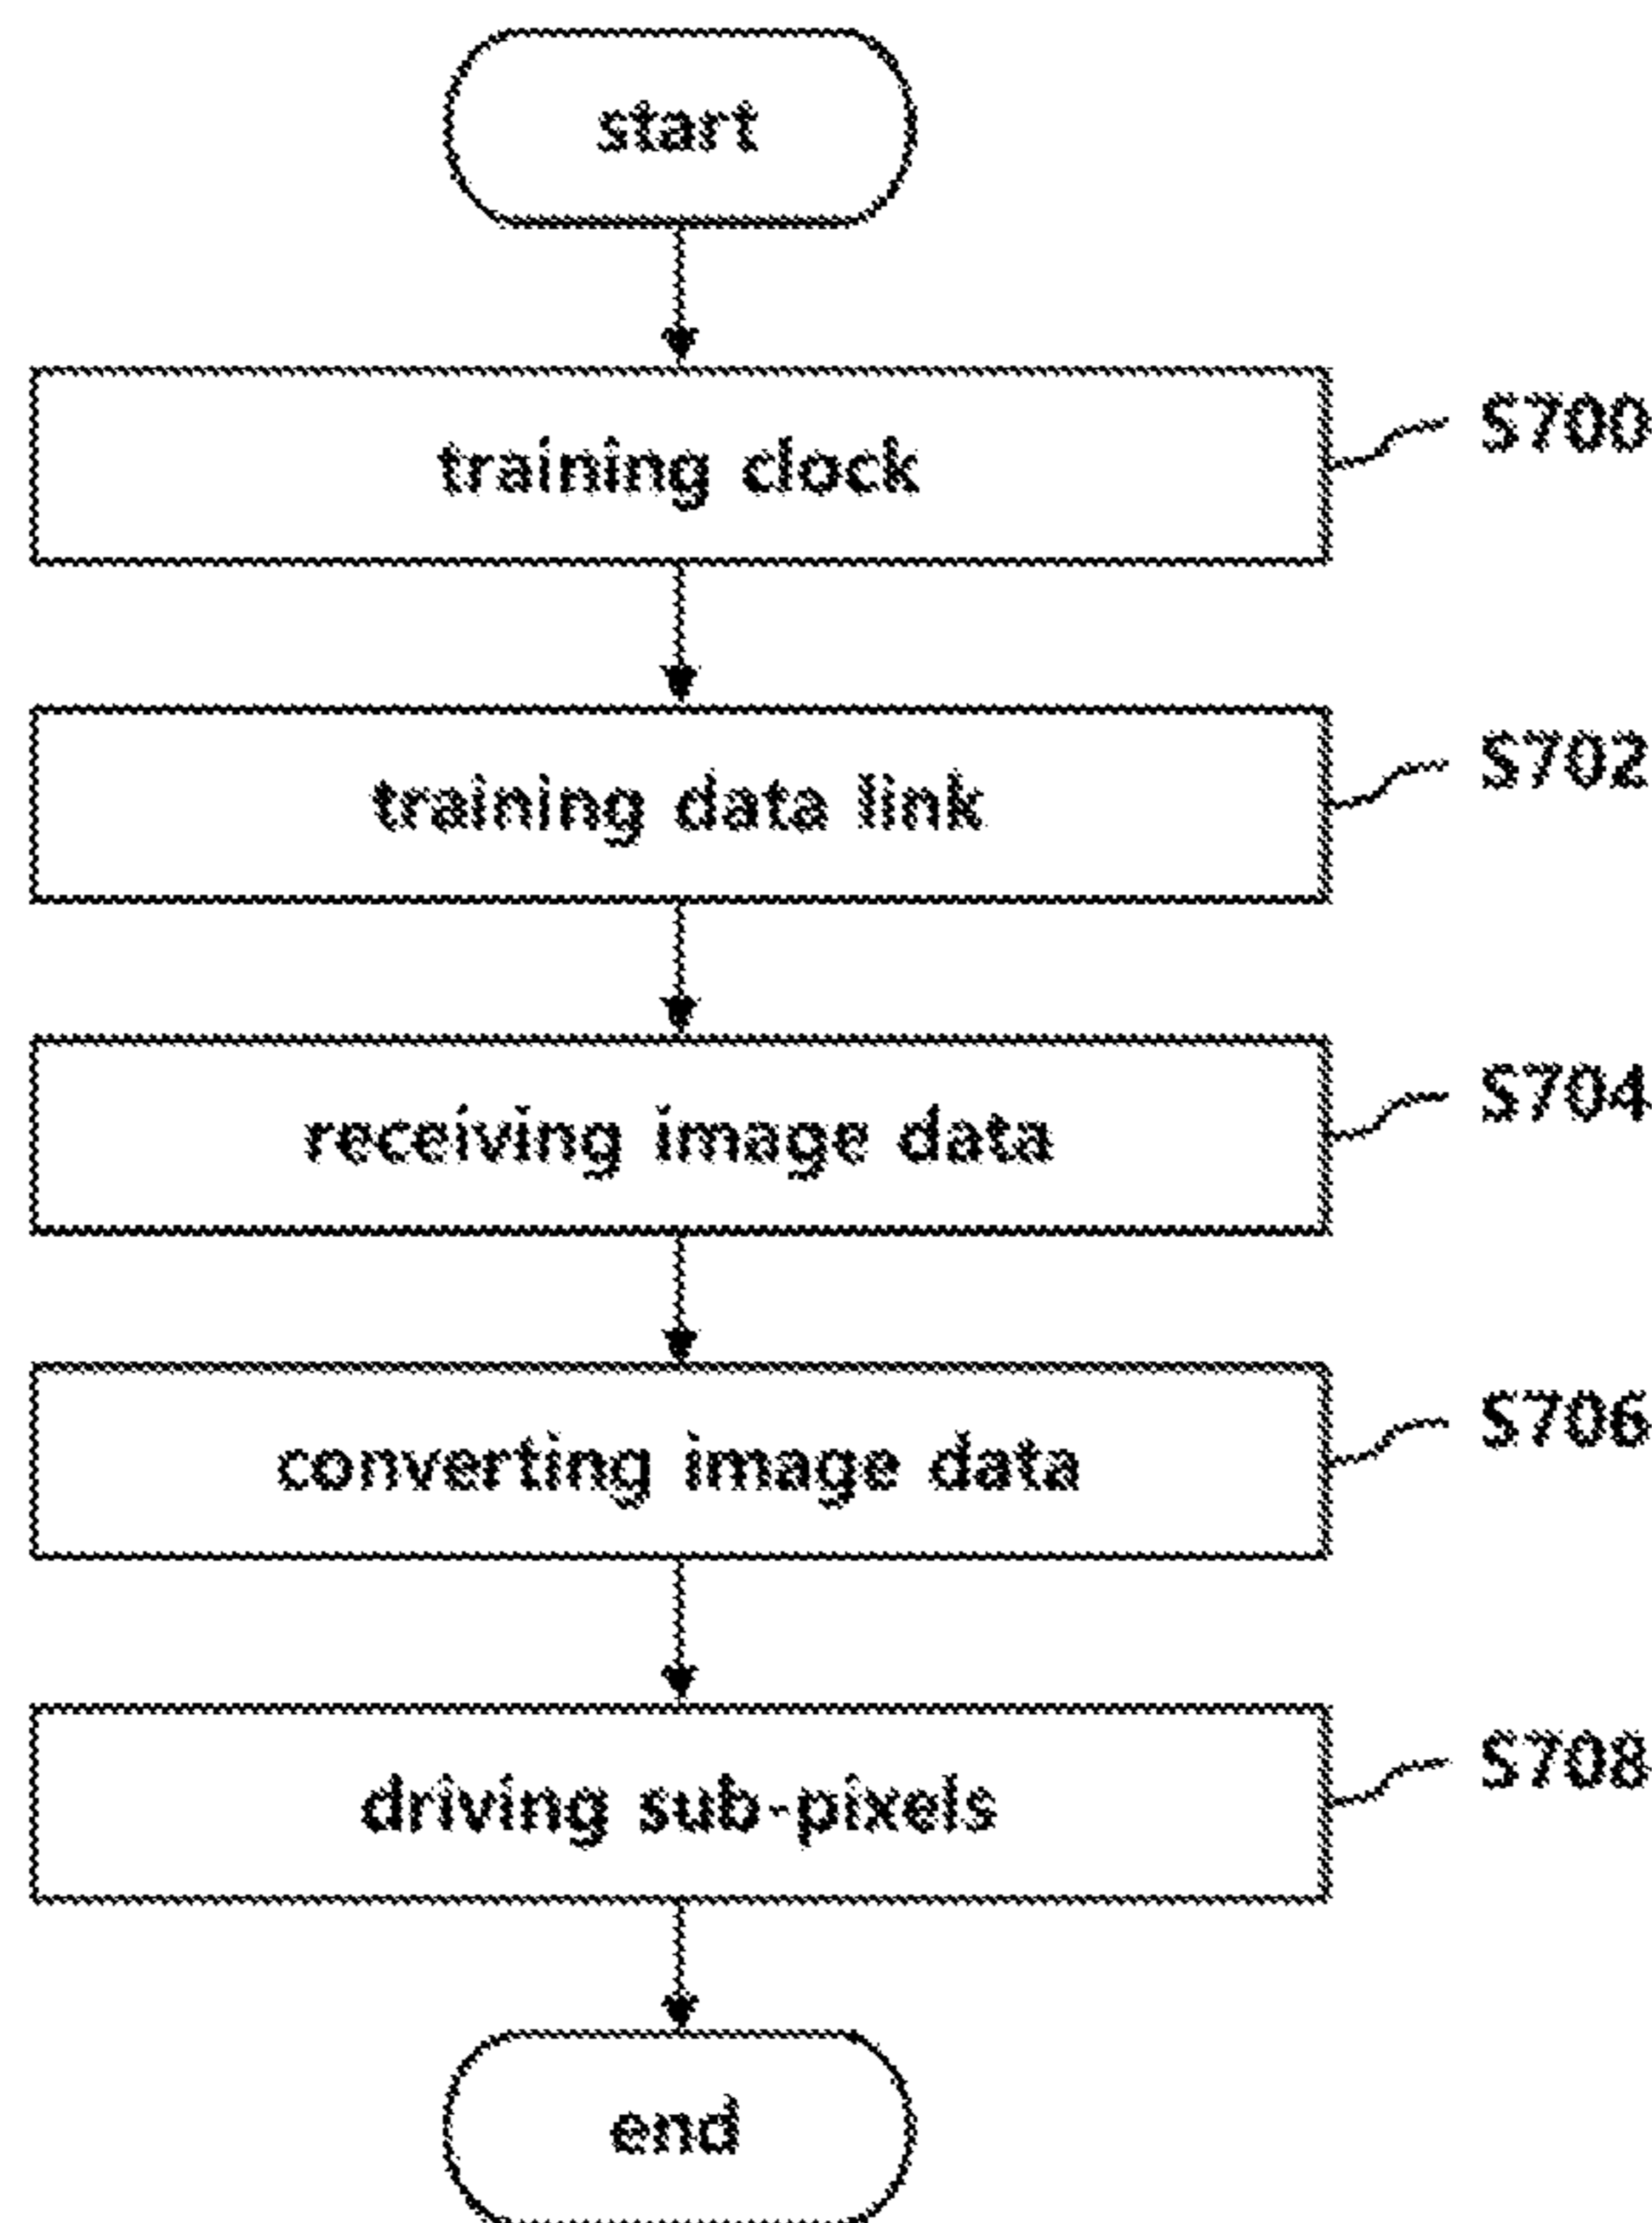 start
training clock
S700
training data link
S702
receiving image data
S704
converting image data
S706
driving sub-pixels
S708
end